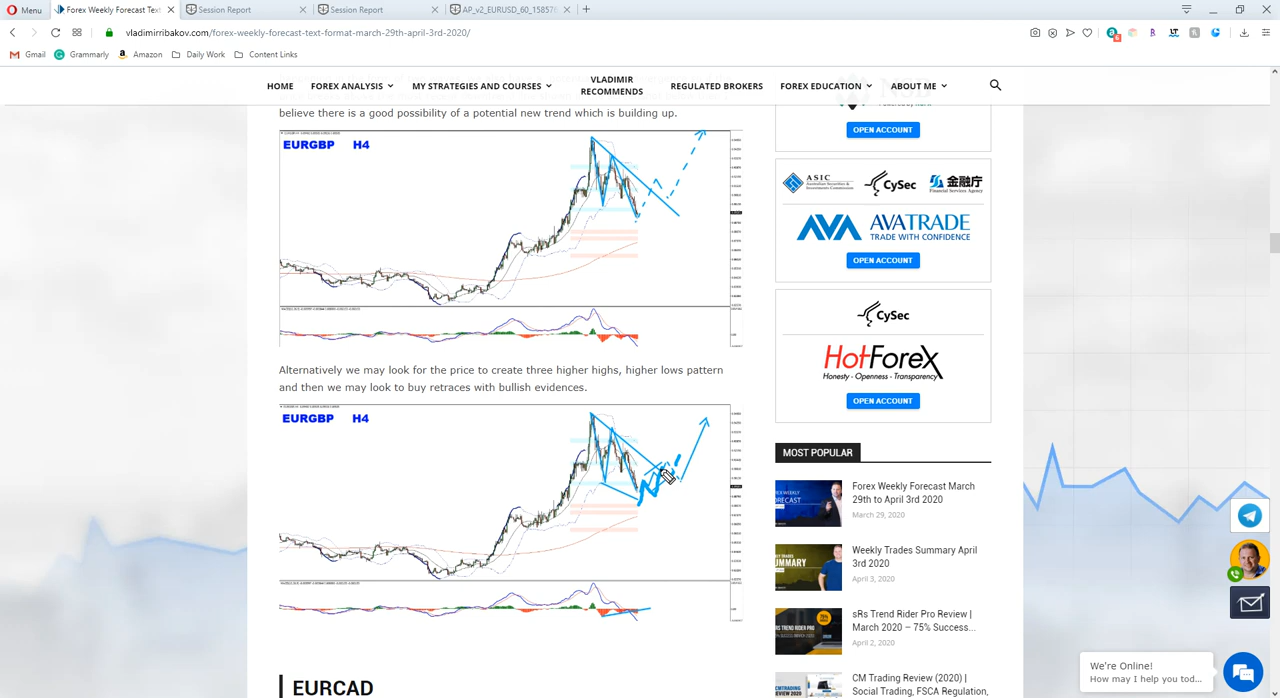 Menu
Forex Weekly Forecast Text
Session Report
Session Report
AP_v2_EURUSD_60_15857
vladimirribakov.com/forex-weekly-forecast-text-format-march-29th-april-3rd-2020/
Gmail
Grammarly
Amazon
Daily Work
Content Links
HOME
FOREX ANALYSIS
MY STRATEGIES AND COURSES
VLADIMIR
RECOMMENDS
REGULATED BROKERS
FOREX EDUCATION
ABOUT ME
believe there is a good possibility of a potential new trend which is building up.
EURGBP H4
Alternatively we may look for the price to create three higher highs, higher lows pattern
and then we may look to buy retraces with bullish evidences.
EURGBP H4
EURCAD
OPEN ACCOUNT
ASIC
CySec
金融庁
Financial Services Agency
AVA AVATRADE
TRADE WITH CONFIDENCE
OPEN ACCOUNT
CySec
HotForeX
Honesty - Openness - Transparency
OPEN ACCOUNT
MOST POPULAR
Forex Weekly Forecast March
29th to April 3rd 2020
March 29, 2020
Weekly Trades Summary April
3rd 2020
April 3, 2020
sRs Trend Rider Pro Review |
March 2020 – 75% Success...
April 2, 2020
CM Trading Review (2020) |
Social Trading, FSCA Regulation,
We're Online!
How may I help you tod...